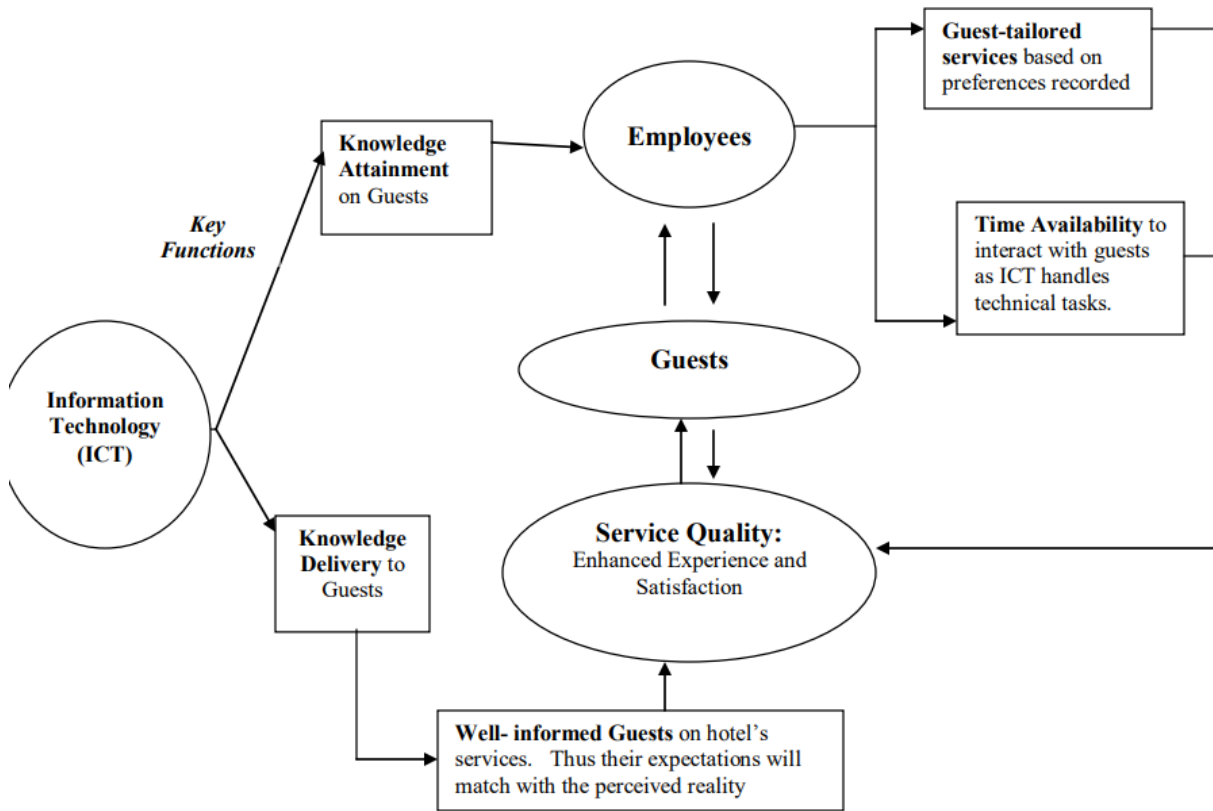 Guest-tailored
services based on
preferences recorded
Employees
Knowledge
Attainment
on Guests
Key
Functions
Time Availability to
interact with guests
as ICT handles
technical tasks.
Guests
Information
Technology
(ICT)
Service Quality:
Enhanced Experience and
Satisfaction
Knowledge
Delivery to
Guests
Well- informed Guests on hotel’s
services.   Thus their expectations will
match with the perceived reality